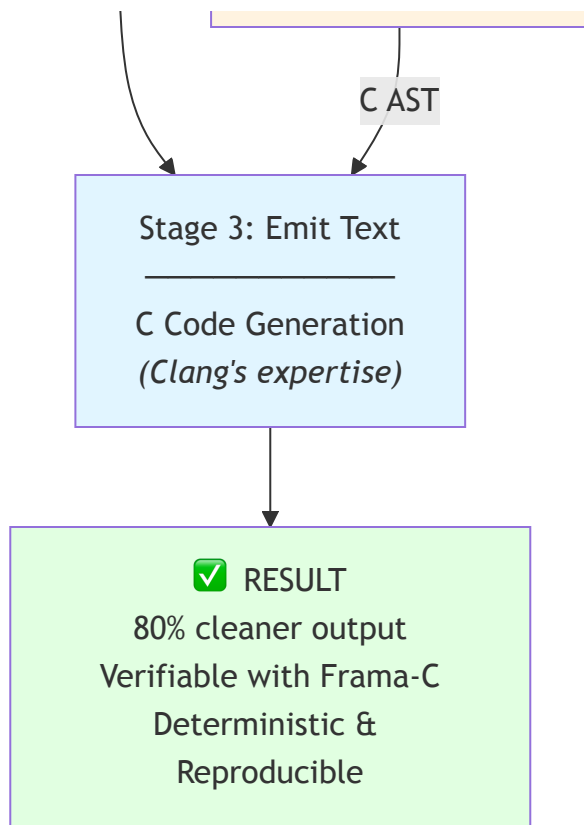 C AST
Stage 3: Emit Text
C Code Generation
(Clang's expertise)
✅ RESULT
80% cleaner output
Verifiable with Frama-C
Deterministic &
Reproducible